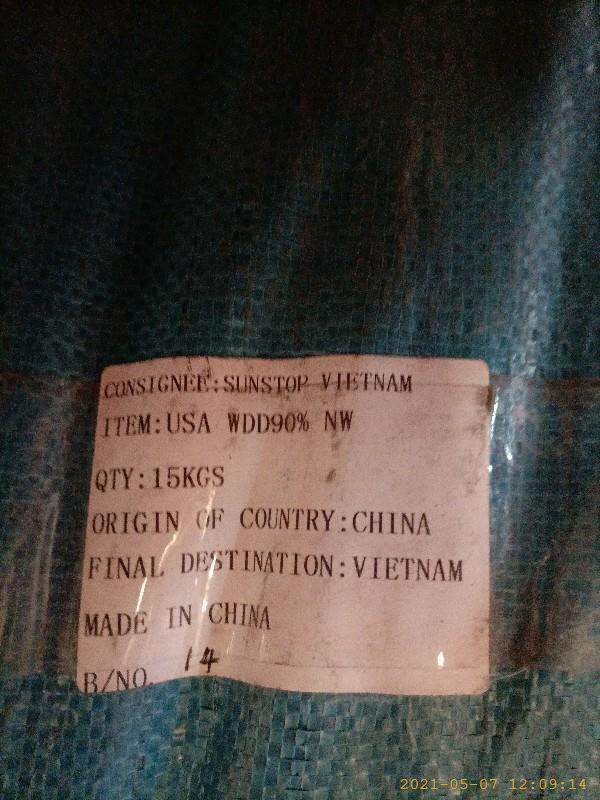 CONSIGNEE:SUNSTOP VIETNAM
ITEM:USA WDD90% NW
QTY:15KGS
ORIGIN OF COUNTRY:CHINA
FINAL DESTINATION:VIETNAM
MADE IN CHINA
B/NO. 14
2021-05-07 12:09:14